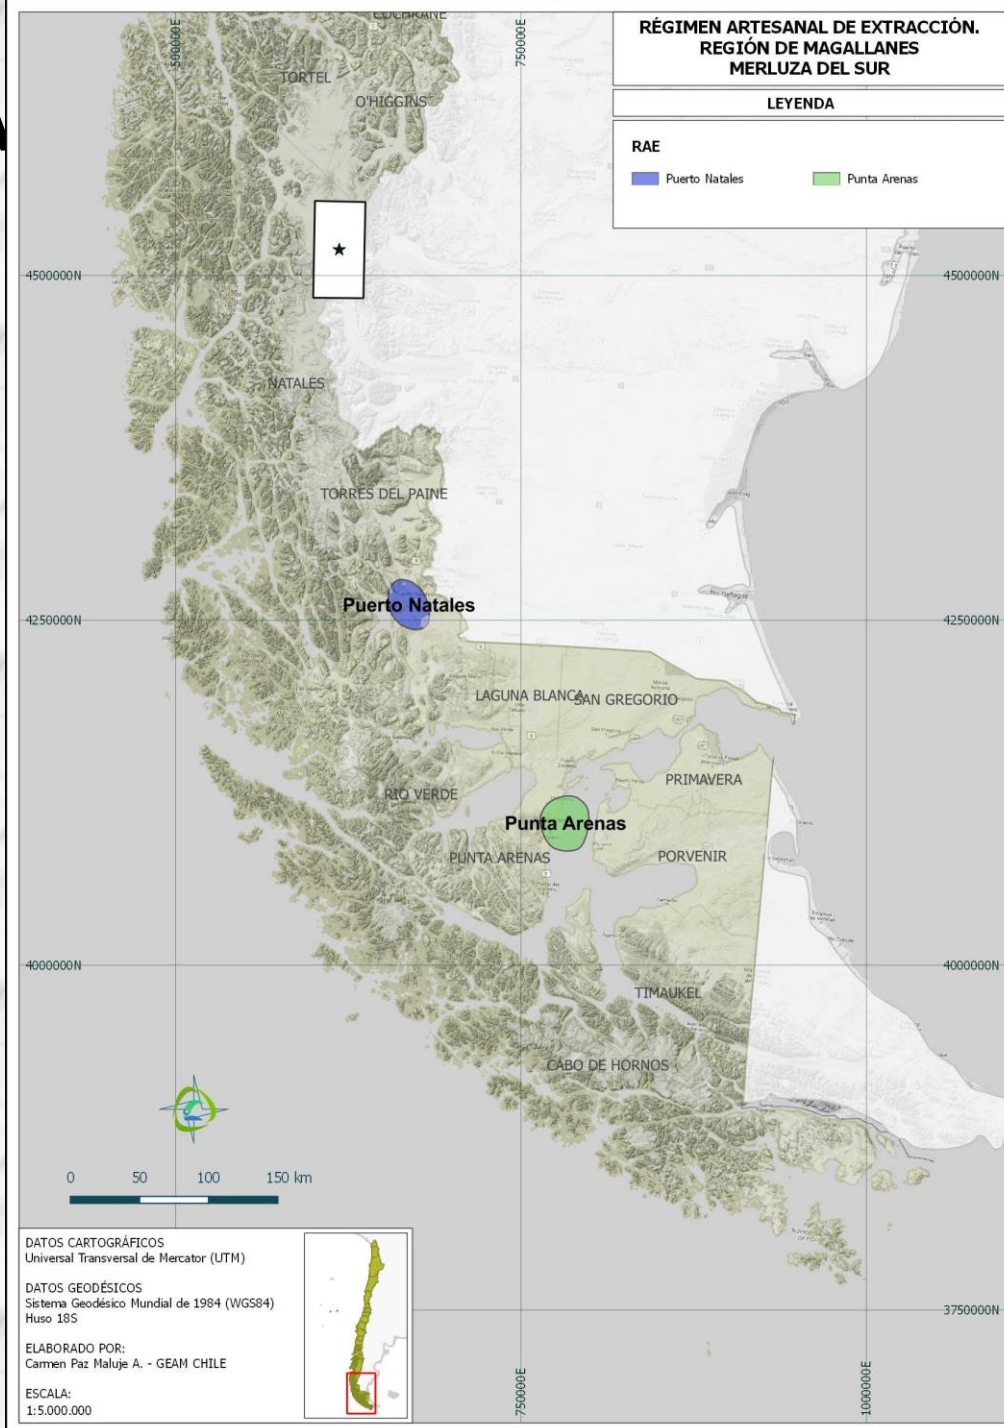 RÉGIMEN ARTESANAL DE EXTRACCIÓN.
REGIÓN DE MAGALLANES
MERLUZA DEL SUR
LEYENDA
RAE
Puerto Natales
Punta Arenas
500000E
750000E
COCHRANE
TORTEL
O'HIGGINS
4500000N
4500000N
NATALES
TORRES DEL PAINE
Puerto Natales
4250000N
4250000N
LAGUNA BLANCA
SAN GREGORIO
PRIMAVERA
RIO VERDE
Punta Arenas
PUNTA ARENAS
PORVENIR
4000000N
4000000N
TIMAUKEL
CABO DE HORNOS
0 50 100 150 km
DATOS CARTOGRÁFICOS
Universal Transversal de Mercator (UTM)
DATOS GEODÉSICOS
Sistema Geodésico Mundial de 1984 (WGS84)
Huso 18S
ELABORADO POR:
Carmen Paz Maluje A. - GEAM CHILE
ESCALA:
1:5.000.000
3750000N
750000E
1000000E